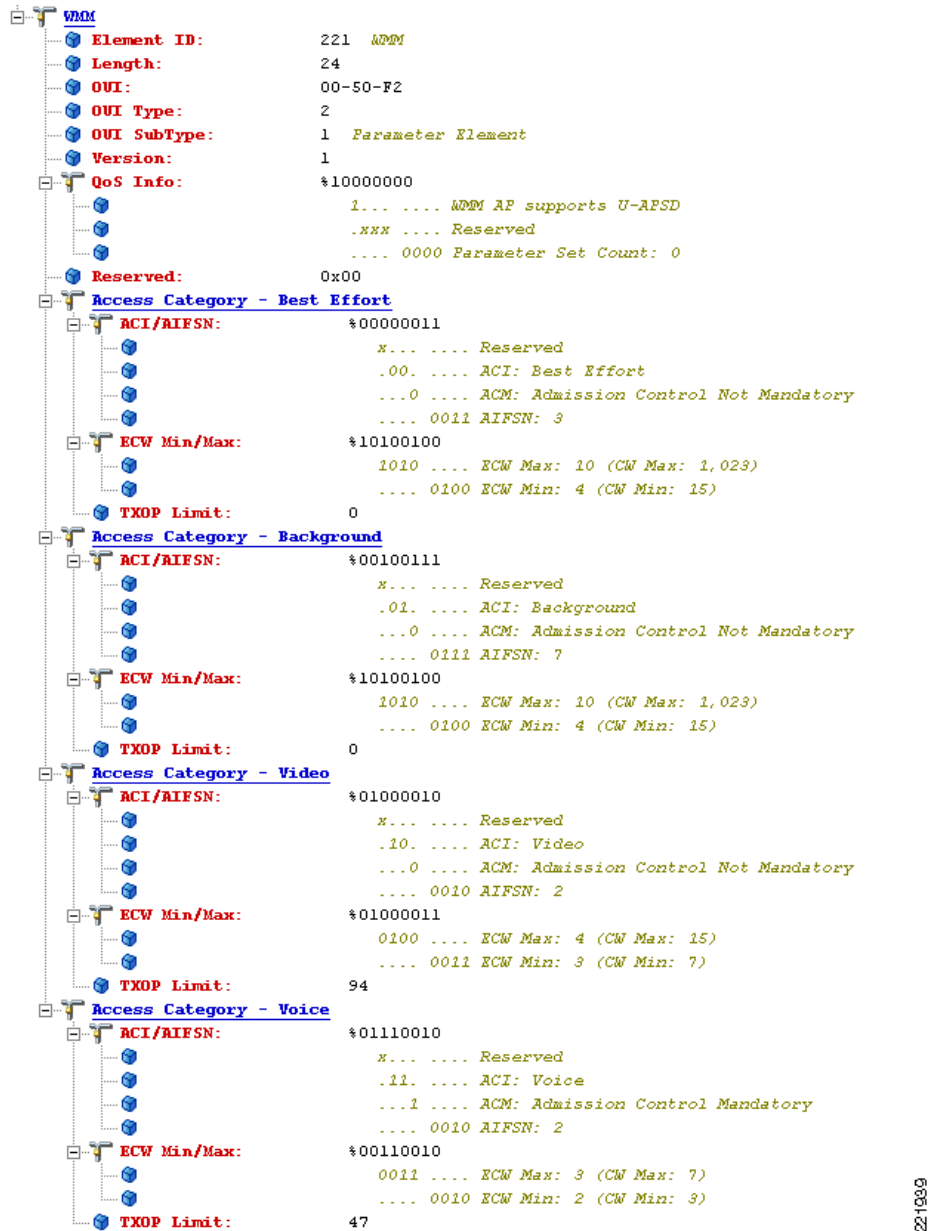 WMM
Element ID: 221 WMM
Length: 24
OUI: 00-50-F2
OUI Type: 2
OUI SubType: 1 Parameter Element
Version: 1
QoS Info: %10000000
1... .... WMM AP supports U-APSD
.xxx .... Reserved
.... 0000 Parameter Set Count: 0
Reserved: 0x00
Access Category - Best Effort
ACI/AIFSN: %00000011
x... .... Reserved
.00. .... ACI: Best Effort
...0 .... ACM: Admission Control Not Mandatory
.... 0011 AIFSN: 3
ECW Min/Max: %10100100
1010 .... ECW Max: 10 (CW Max: 1,023)
.... 0100 ECW Min: 4 (CW Min: 15)
TXOP Limit: 0
Access Category - Background
ACI/AIFSN: %00100111
x... .... Reserved
.01. .... ACI: Background
...0 .... ACM: Admission Control Not Mandatory
.... 0111 AIFSN: 7
ECW Min/Max: %10100100
1010 .... ECW Max: 10 (CW Max: 1,023)
.... 0100 ECW Min: 4 (CW Min: 15)
TXOP Limit: 0
Access Category - Video
ACI/AIFSN: %01000010
x... .... Reserved
.10. .... ACI: Video
...0 .... ACM: Admission Control Not Mandatory
.... 0010 AIFSN: 2
ECW Min/Max: %01000011
0100 .... ECW Max: 4 (CW Max: 15)
.... 0011 ECW Min: 3 (CW Min: 7)
TXOP Limit: 94
Access Category - Voice
ACI/AIFSN: %01110010
x... .... Reserved
.11. .... ACI: Voice
...1 .... ACM: Admission Control Mandatory
.... 0010 AIFSN: 2
ECW Min/Max: %00110010
0011 .... ECW Max: 3 (CW Max: 7)
.... 0010 ECW Min: 2 (CW Min: 3)
TXOP Limit: 47
221939